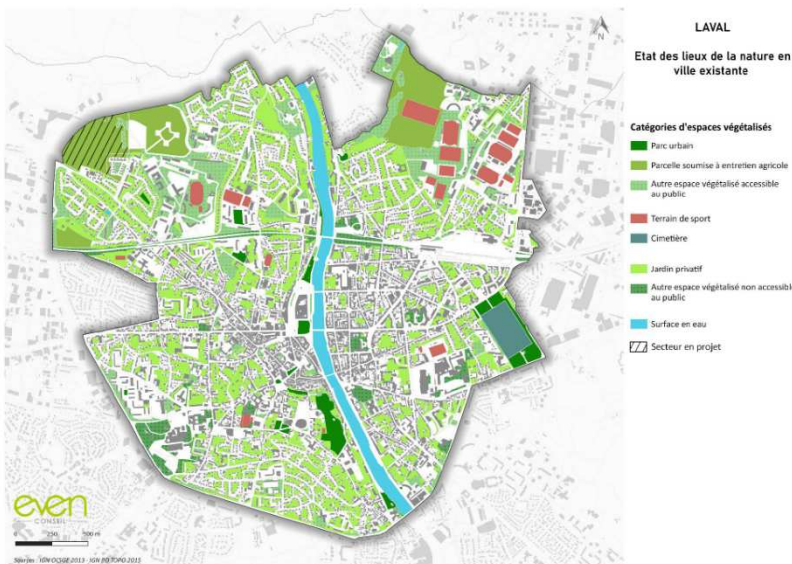 N
LAVAL
Etat des lieux de la nature en
ville existante
Catégories d'espaces végétalisés
Parc urbain
Parcelle soumise à entretien agricole
Autre espace végétalisé accessible
au public
Terrain de sport
Cimetière
Jardin privatif
Autre espace végétalisé non accessible
au public
Surface en eau
Secteur en projet
even
CONSEIL
0 250 500 m
Sources : IGN OCSGE 2013 - IGN BD TOPO 2015